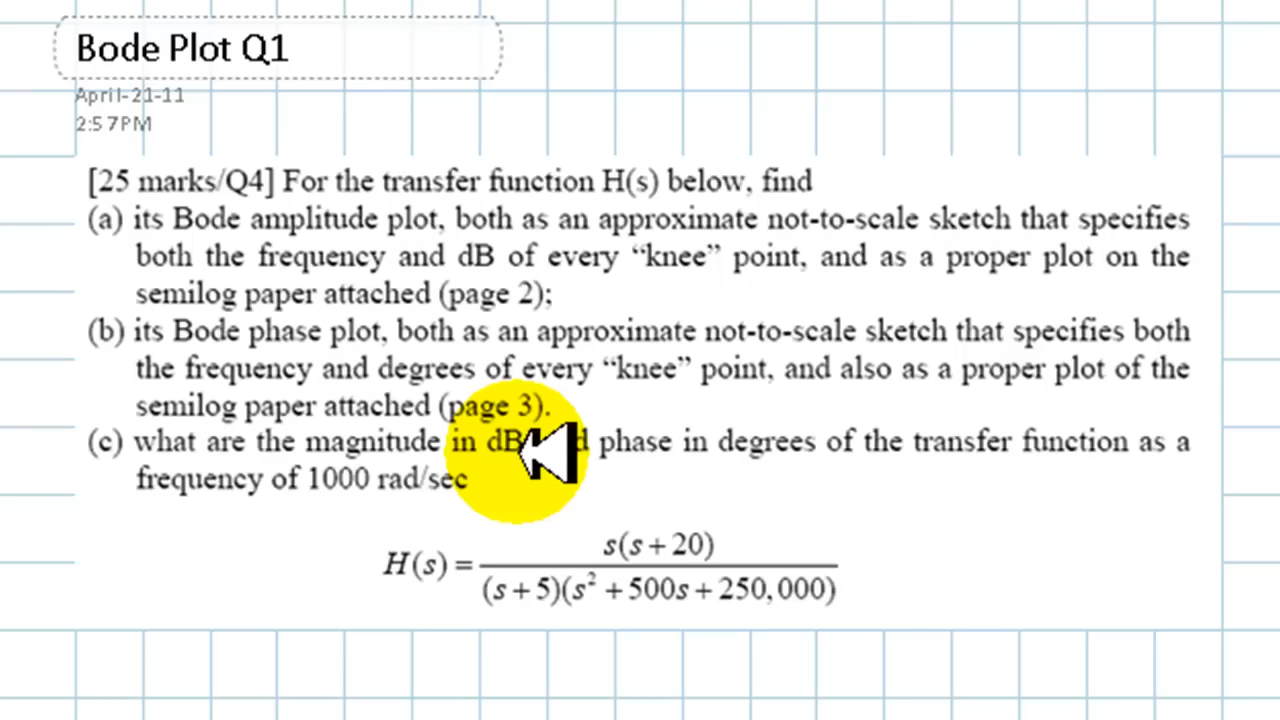 Bode Plot Q1
April-21-11
2:57PM
[25 marks/Q4] For the transfer function H(s) below, find
(a) its Bode amplitude plot, both as an approximate not-to-scale sketch that specifies
both the frequency and dB of every “knee” point, and as a proper plot on the
semilog paper attached (page 2);
(b) its Bode phase plot, both as an approximate not-to-scale sketch that specifies both
the frequency and degrees of every “knee” point, and also as a proper plot of the
semilog paper attached (page 3).
(c) what are the magnitude in dB phase in degrees of the transfer function as a
frequency of 1000 rad/sec
H(s) = s(s+20) / (s+5)(s² +500s+250,000)